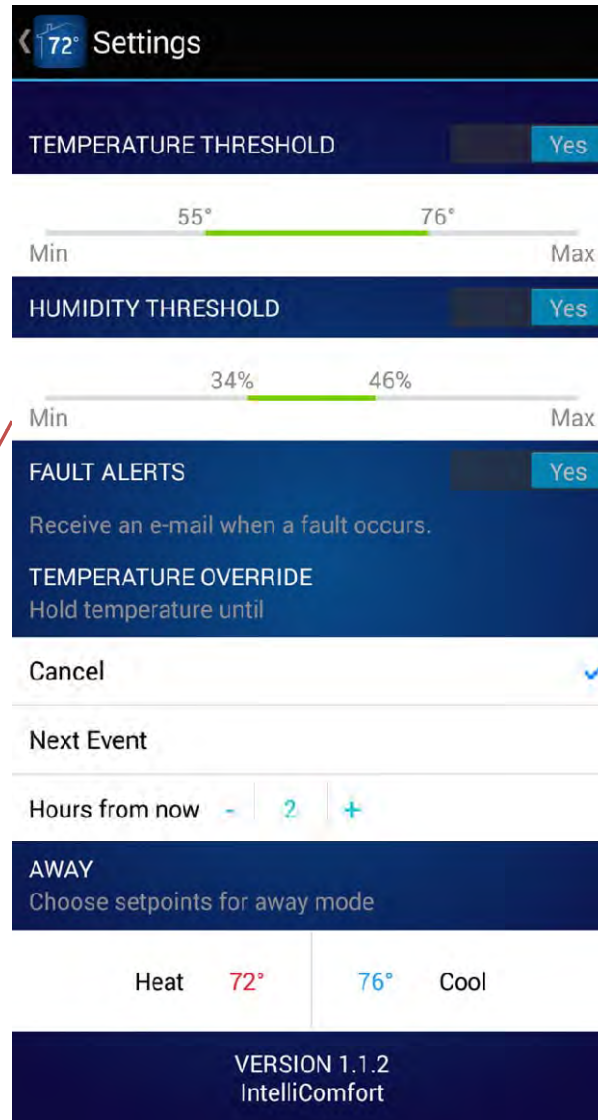 72° Settings
TEMPERATURE THRESHOLD Yes
55° 76°
Min Max
HUMIDITY THRESHOLD Yes
34% 46%
Min Max
FAULT ALERTS Yes
Receive an e-mail when a fault occurs.
TEMPERATURE OVERRIDE
Hold temperature until
Cancel
Next Event
Hours from now - 2 +
AWAY
Choose setpoints for away mode
Heat 72° 76° Cool
VERSION 1.1.2
IntelliComfort